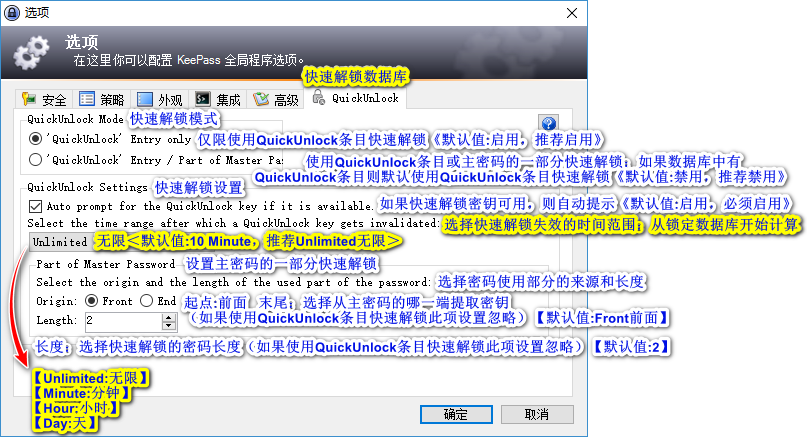 选项
选项
在这里你可以配置 KeePass 全局程序选项。
快速解锁数据库
安全 策略 外观 集成 高级 QuickUnlock
QuickUnlock Mode 快速解锁模式
'QuickUnlock' Entry only 仅限使用QuickUnlock条目快速解锁《默认值:启用，推荐启用》
'QuickUnlock' Entry / Part of Master Pa 使用QuickUnlock条目或主密码的一部分快速解锁；如果数据库中有
QuickUnlock条目则默认使用QuickUnlock条目快速解锁《默认值:禁用，推荐禁用》
QuickUnlock Settings 快速解锁设置
Auto prompt for the QuickUnlock key if it is available. 如果快速解锁密钥可用，则自动提示《默认值:启用，必须启用》
Select the time range after which a QuickUnlock key gets invalidated: 选择快速解锁失效的时间范围；从锁定数据库开始计算
Unlimited 无限＜默认值:10 Minute，推荐Unlimited无限＞
Part of Master Password 设置主密码的一部分快速解锁
Select the origin and the length of the used part of the password: 选择密码使用部分的来源和长度
Origin: Front End 起点:前面 末尾；选择从主密码的哪一端提取密钥
Length: 2 （如果使用QuickUnlock条目快速解锁此项设置忽略）【默认值:Front前面】
长度；选择快速解锁的密码长度（如果使用QuickUnlock条目快速解锁此项设置忽略）【默认值:2】
【Unlimited:无限】
【Minute:分钟】
【Hour:小时】
【Day:天】
确定 取消